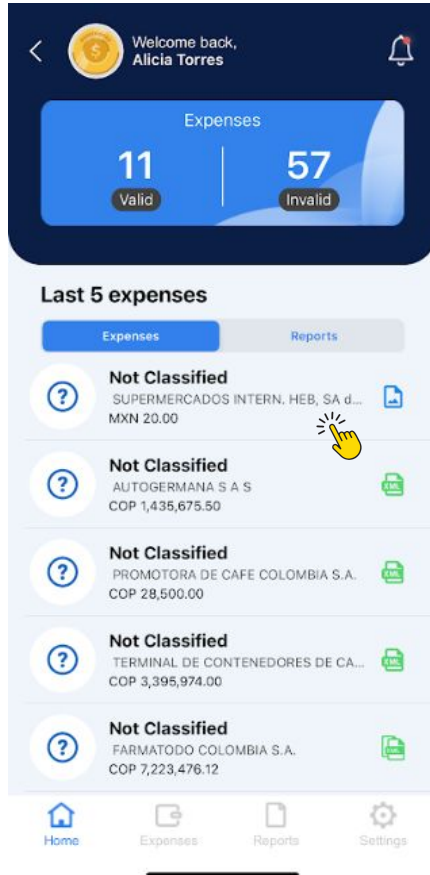 Welcome back,
Alicia Torres
Expenses
11
57
Valid
Invalid
Last 5 expenses
Expenses
Reports
Not Classified
SUPERMERCADOS INTERN. HEB, SA d...
MXN 20.00
Not Classified
AUTOGERMANA S A S
COP 1,435,675.50
XML
Not Classified
PROMOTORA DE CAFE COLOMBIA S.A.
COP 28,500.00
XML
Not Classified
TERMINAL DE CONTENEDORES DE CA...
COP 3,395,974.00
XML
Not Classified
FARMATODO COLOMBIA S.A.
COP 7,223,476.12
Home
Expenses
Reports
Settings